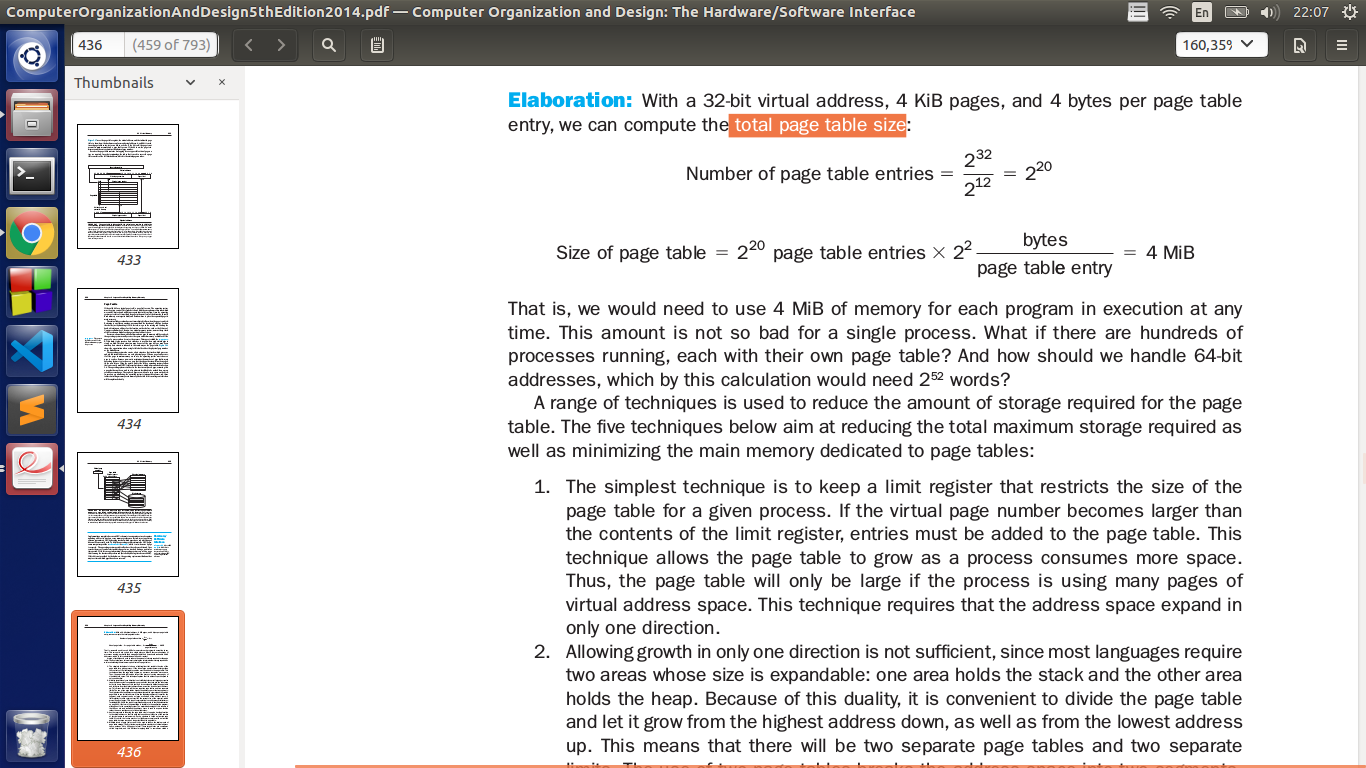 ComputerOrganizationAndDesign5thEdition2014.pdf — Computer Organization and Design: The Hardware/Software Interface
En
22:07
436
(459 of 793)
160,35%
Thumbnails
433
434
435
436
Elaboration: With a 32-bit virtual address, 4 KiB pages, and 4 bytes per page table
entry, we can compute the total page table size:
Number of page table entries = 2^32 / 2^12 = 2^20
Size of page table = 2^20 page table entries × 2^2 bytes / page table entry = 4 MiB
That is, we would need to use 4 MiB of memory for each program in execution at any
time. This amount is not so bad for a single process. What if there are hundreds of
processes running, each with their own page table? And how should we handle 64-bit
addresses, which by this calculation would need 2^52 words?
A range of techniques is used to reduce the amount of storage required for the page
table. The five techniques below aim at reducing the total maximum storage required as
well as minimizing the main memory dedicated to page tables:
1. The simplest technique is to keep a limit register that restricts the size of the
page table for a given process. If the virtual page number becomes larger than
the contents of the limit register, entries must be added to the page table. This
technique allows the page table to grow as a process consumes more space.
Thus, the page table will only be large if the process is using many pages of
virtual address space. This technique requires that the address space expand in
only one direction.
2. Allowing growth in only one direction is not sufficient, since most languages require
two areas whose size is expandable: one area holds the stack and the other area
holds the heap. Because of this duality, it is convenient to divide the page table
and let it grow from the highest address down, as well as from the lowest address
up. This means that there will be two separate page tables and two separate